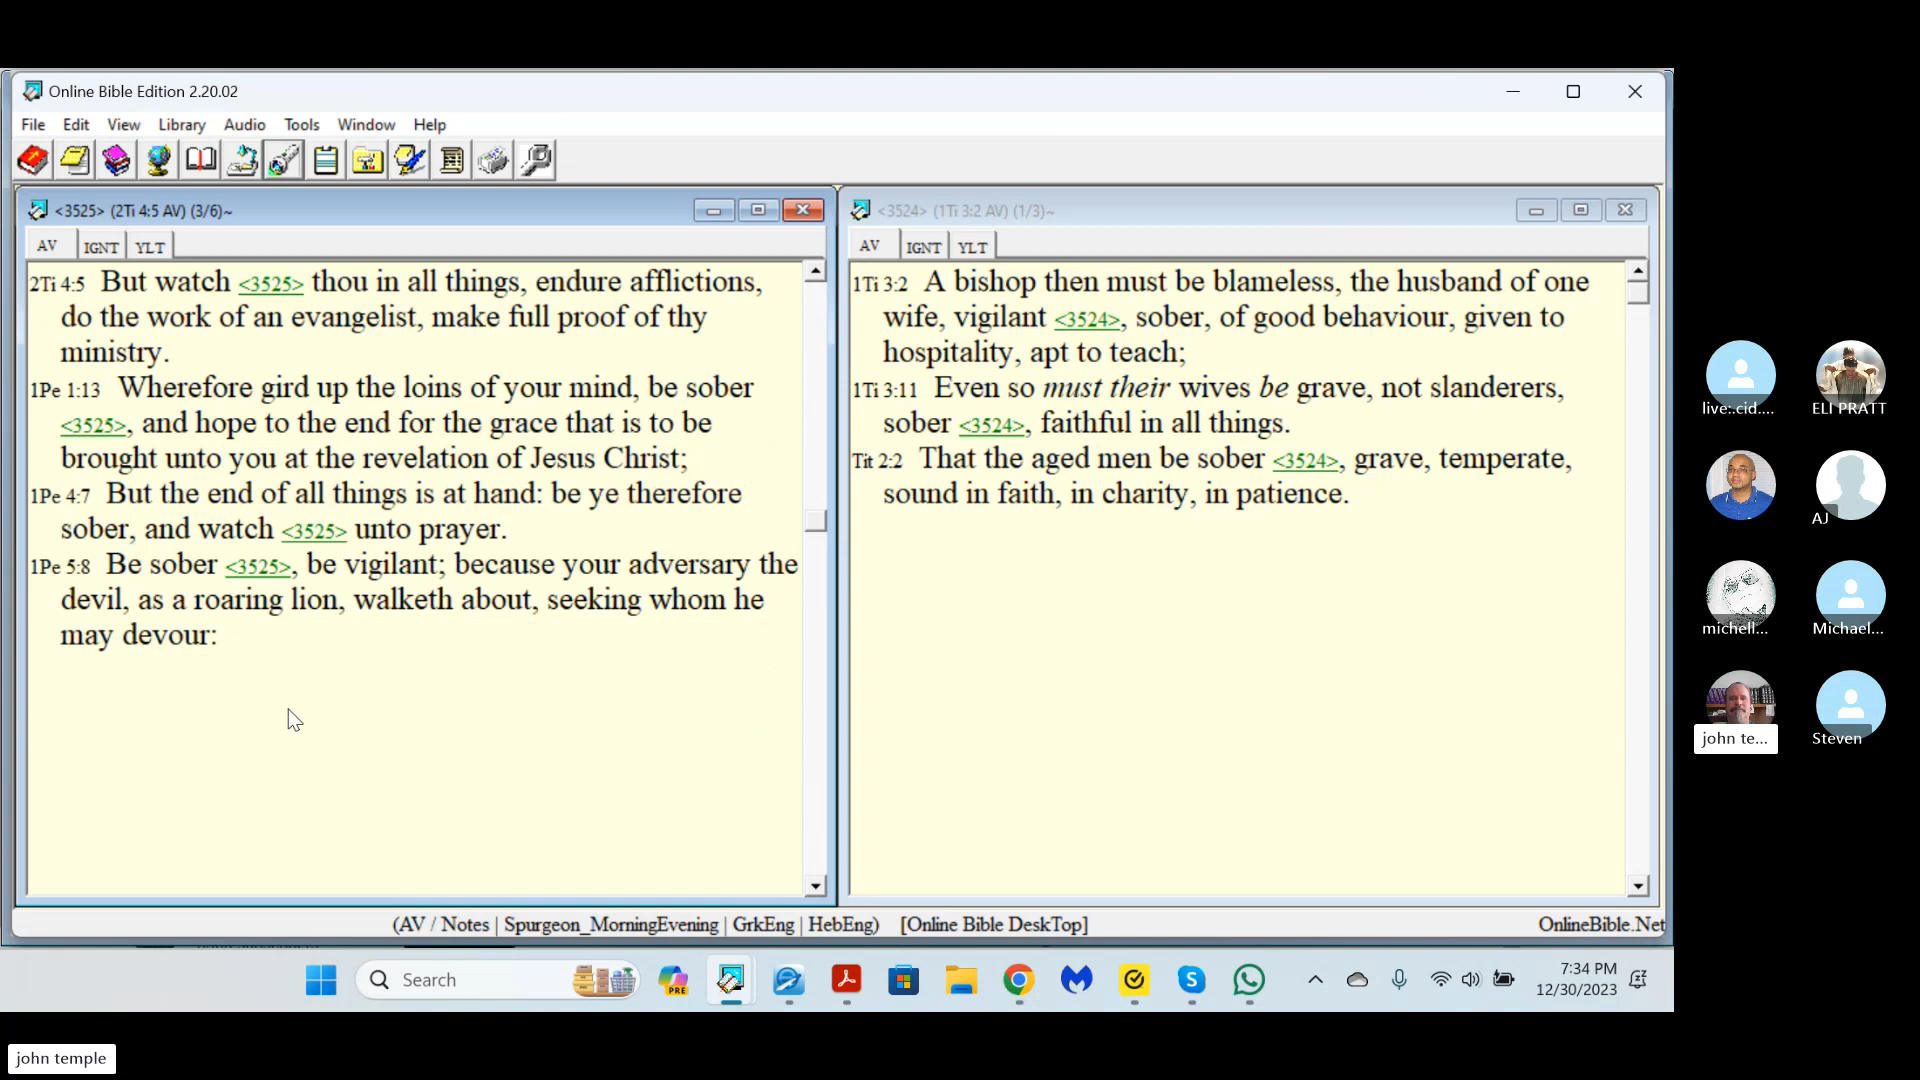 Online Bible Edition 2.20.02
File Edit View Library Audio Tools Window Help
<3525> (2Ti 4:5 AV) (3/6)~
AV IGNT YLT
2Ti 4:5 But watch <3525> thou in all things, endure afflictions,
do the work of an evangelist, make full proof of thy
ministry.
1Pe 1:13 Wherefore gird up the loins of your mind, be sober
<3525>, and hope to the end for the grace that is to be
brought unto you at the revelation of Jesus Christ;
1Pe 4:7 But the end of all things is at hand: be ye therefore
sober, and watch <3525> unto prayer.
1Pe 5:8 Be sober <3525>, be vigilant; because your adversary the
devil, as a roaring lion, walketh about, seeking whom he
may devour:
<3524> (1Ti 3:2 AV) (1/3)~
AV IGNT YLT
1Ti 3:2 A bishop then must be blameless, the husband of one
wife, vigilant <3524>, sober, of good behaviour, given to
hospitality, apt to teach;
1Ti 3:11 Even so must their wives be grave, not slanderers,
sober <3524>, faithful in all things.
Tit 2:2 That the aged men be sober <3524>, grave, temperate,
sound in faith, in charity, in patience.
(AV / Notes | Spurgeon_MorningEvening | GrkEng | HebEng) [Online Bible DeskTop]
OnlineBible.Net
live:.cid....
ELI PRATT
AJ
michell...
Michael...
john te...
Steven
Search
PRE
7:34 PM
12/30/2023
john temple